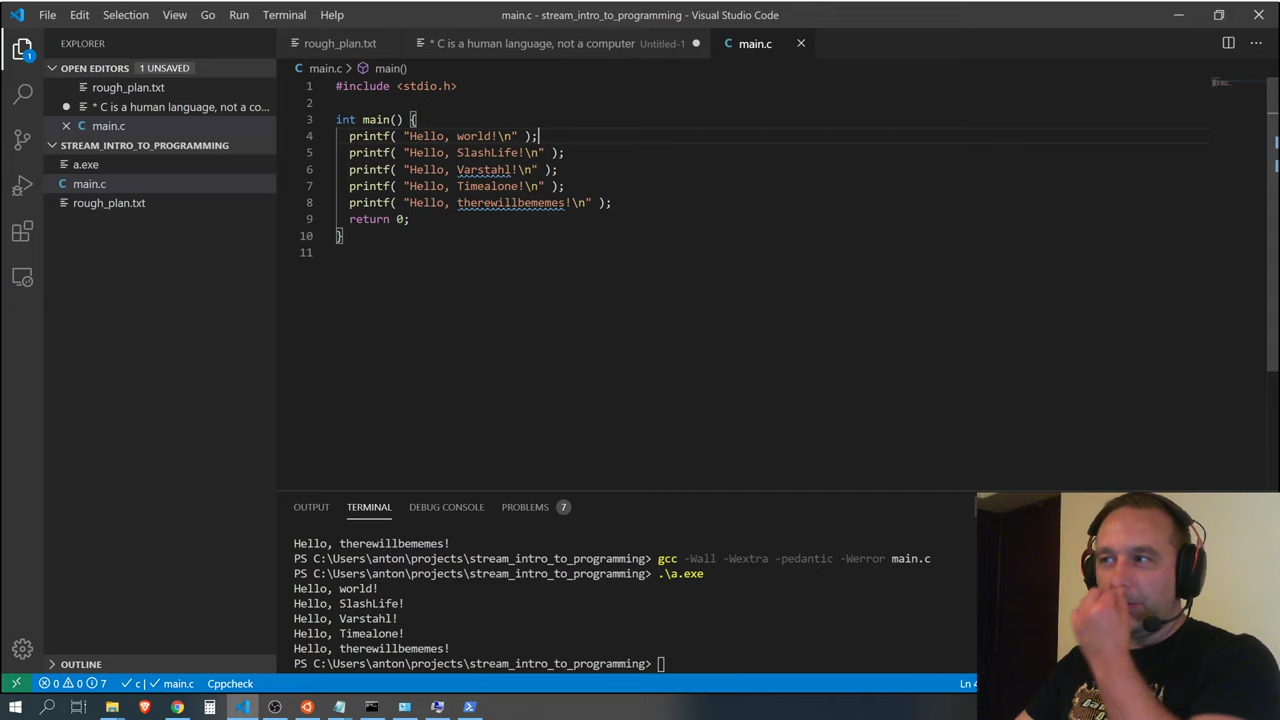 File Edit Selection View Go Run Terminal Help
main.c - stream_intro_to_programming - Visual Studio Code
EXPLORER
OPEN EDITORS 1 UNSAVED
rough_plan.txt
* C is a human language, not a co...
main.c
STREAM_INTRO_TO_PROGRAMMING
a.exe
main.c
rough_plan.txt
OUTLINE
1
rough_plan.txt
* C is a human language, not a computer Untitled-1
C main.c
C main.c > main()
1 #include <stdio.h>
2
3 int main() {
4 printf( "Hello, world!\n" );
5 printf( "Hello, SlashLife!\n" );
6 printf( "Hello, Varstahl!\n" );
7 printf( "Hello, Timealone!\n" );
8 printf( "Hello, therewillbememes!\n" );
9 return 0;
10 }
11
OUTPUT TERMINAL DEBUG CONSOLE PROBLEMS 7
Hello, therewillbememes!
PS C:\Users\anton\projects\stream_intro_to_programming> gcc -Wall -Wextra -pedantic -Werror main.c
PS C:\Users\anton\projects\stream_intro_to_programming> .\a.exe
Hello, world!
Hello, SlashLife!
Hello, Varstahl!
Hello, Timealone!
Hello, therewillbememes!
PS C:\Users\anton\projects\stream_intro_to_programming>
0 0 7 c main.c Cppcheck
Ln